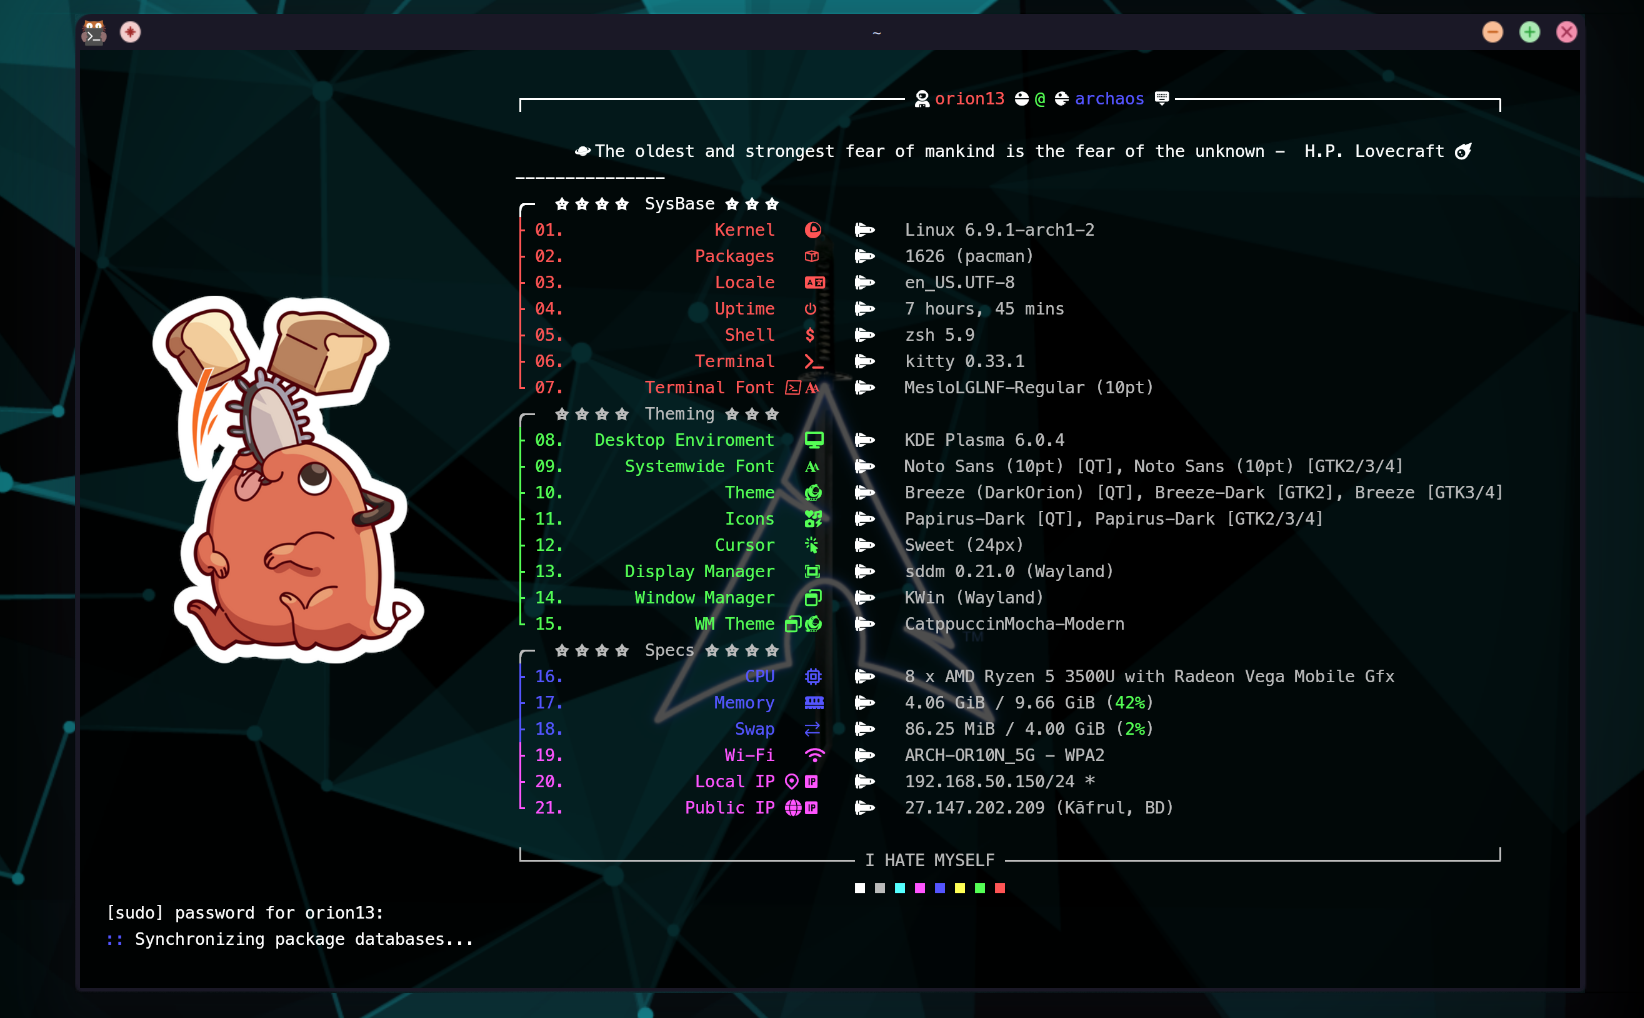 ~
orion13 @ archaos
The oldest and strongest fear of mankind is the fear of the unknown - H.P. Lovecraft
---------------
SysBase
01. Kernel Linux 6.9.1-arch1-2
02. Packages 1626 (pacman)
03. Locale en_US.UTF-8
04. Uptime 7 hours, 45 mins
05. Shell $ zsh 5.9
06. Terminal kitty 0.33.1
07. Terminal Font MesloLGLNF-Regular (10pt)
Theming
08. Desktop Enviroment KDE Plasma 6.0.4
09. Systemwide Font Noto Sans (10pt) [QT], Noto Sans (10pt) [GTK2/3/4]
10. Theme Breeze (DarkOrion) [QT], Breeze-Dark [GTK2], Breeze [GTK3/4]
11. Icons Papirus-Dark [QT], Papirus-Dark [GTK2/3/4]
12. Cursor Sweet (24px)
13. Display Manager sddm 0.21.0 (Wayland)
14. Window Manager KWin (Wayland)
15. WM Theme CatppuccinMocha-Modern
TM
Specs
16. CPU 8 x AMD Ryzen 5 3500U with Radeon Vega Mobile Gfx
17. Memory 4.06 GiB / 9.66 GiB (42%)
18. Swap 86.25 MiB / 4.00 GiB (2%)
19. Wi-Fi ARCH-OR10N_5G - WPA2
20. Local IP IP 192.168.50.150/24 *
21. Public IP IP 27.147.202.209 (Kāfrul, BD)
I HATE MYSELF
[sudo] password for orion13:
:: Synchronizing package databases...